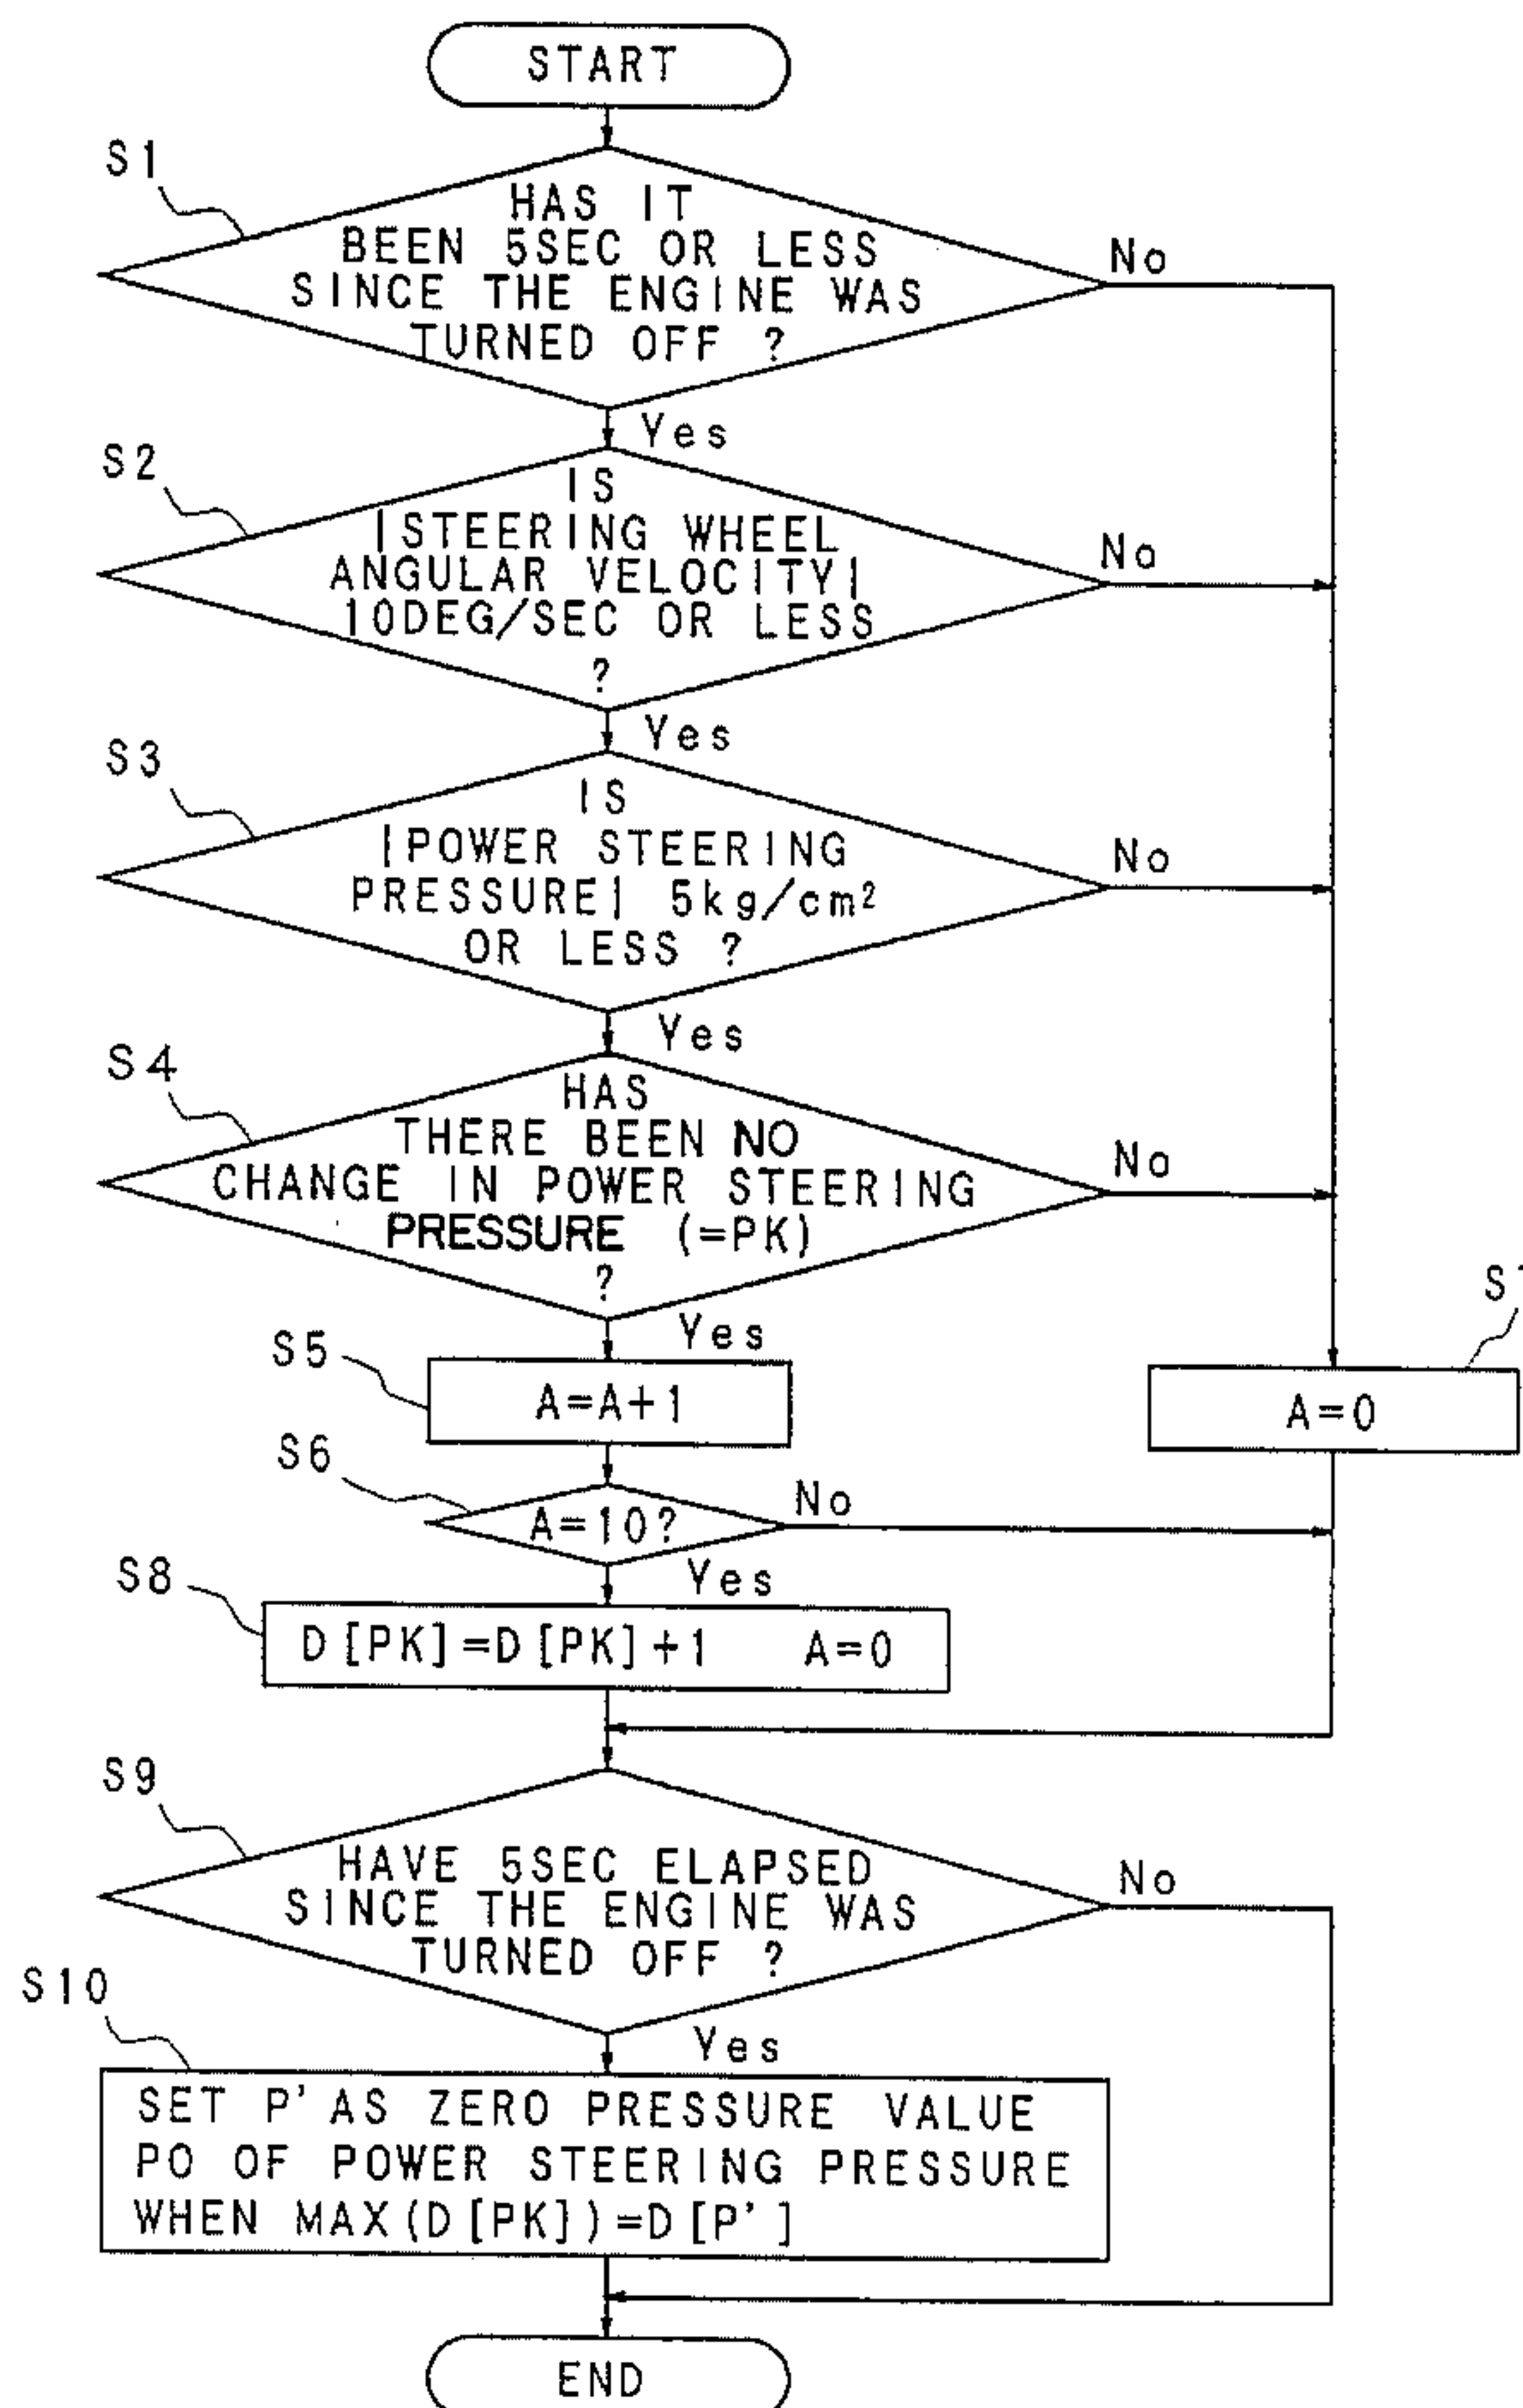 START
S1
HAS IT
BEEN 5SEC OR LESS
SINCE THE ENGINE WAS
TURNED OFF ?
No
Yes
S2
IS
|STEERING WHEEL
ANGULAR VELOCITY|
10DEG/SEC OR LESS
?
No
Yes
S3
IS
|POWER STEERING
PRESSURE| 5kg/cm²
OR LESS ?
No
Yes
S4
HAS
THERE BEEN NO
CHANGE IN POWER STEERING
PRESSURE (=PK)
?
No
Yes
S5
A=A+1
A=0
S6
A=10?
No
Yes
S8
D[PK]=D[PK]+1 A=0
S9
HAVE 5SEC ELAPSED
SINCE THE ENGINE WAS
TURNED OFF ?
No
Yes
S10
SET P' AS ZERO PRESSURE VALUE
P0 OF POWER STEERING PRESSURE
WHEN MAX(D[PK])=D[P']
END